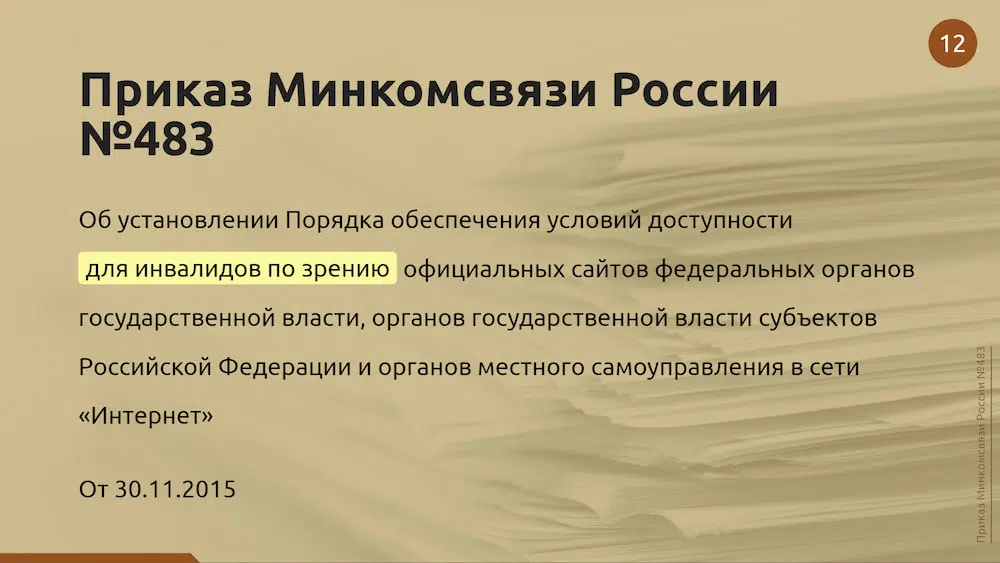 12
Приказ Минкомсвязи России
№483
Об установлении Порядка обеспечения условий доступности
для инвалидов по зрению официальных сайтов федеральных органов
государственной власти, органов государственной власти субъектов
Российской Федерации и органов местного самоуправления в сети
«Интернет»
От 30.11.2015
Приказ Минкомсвязи России №483